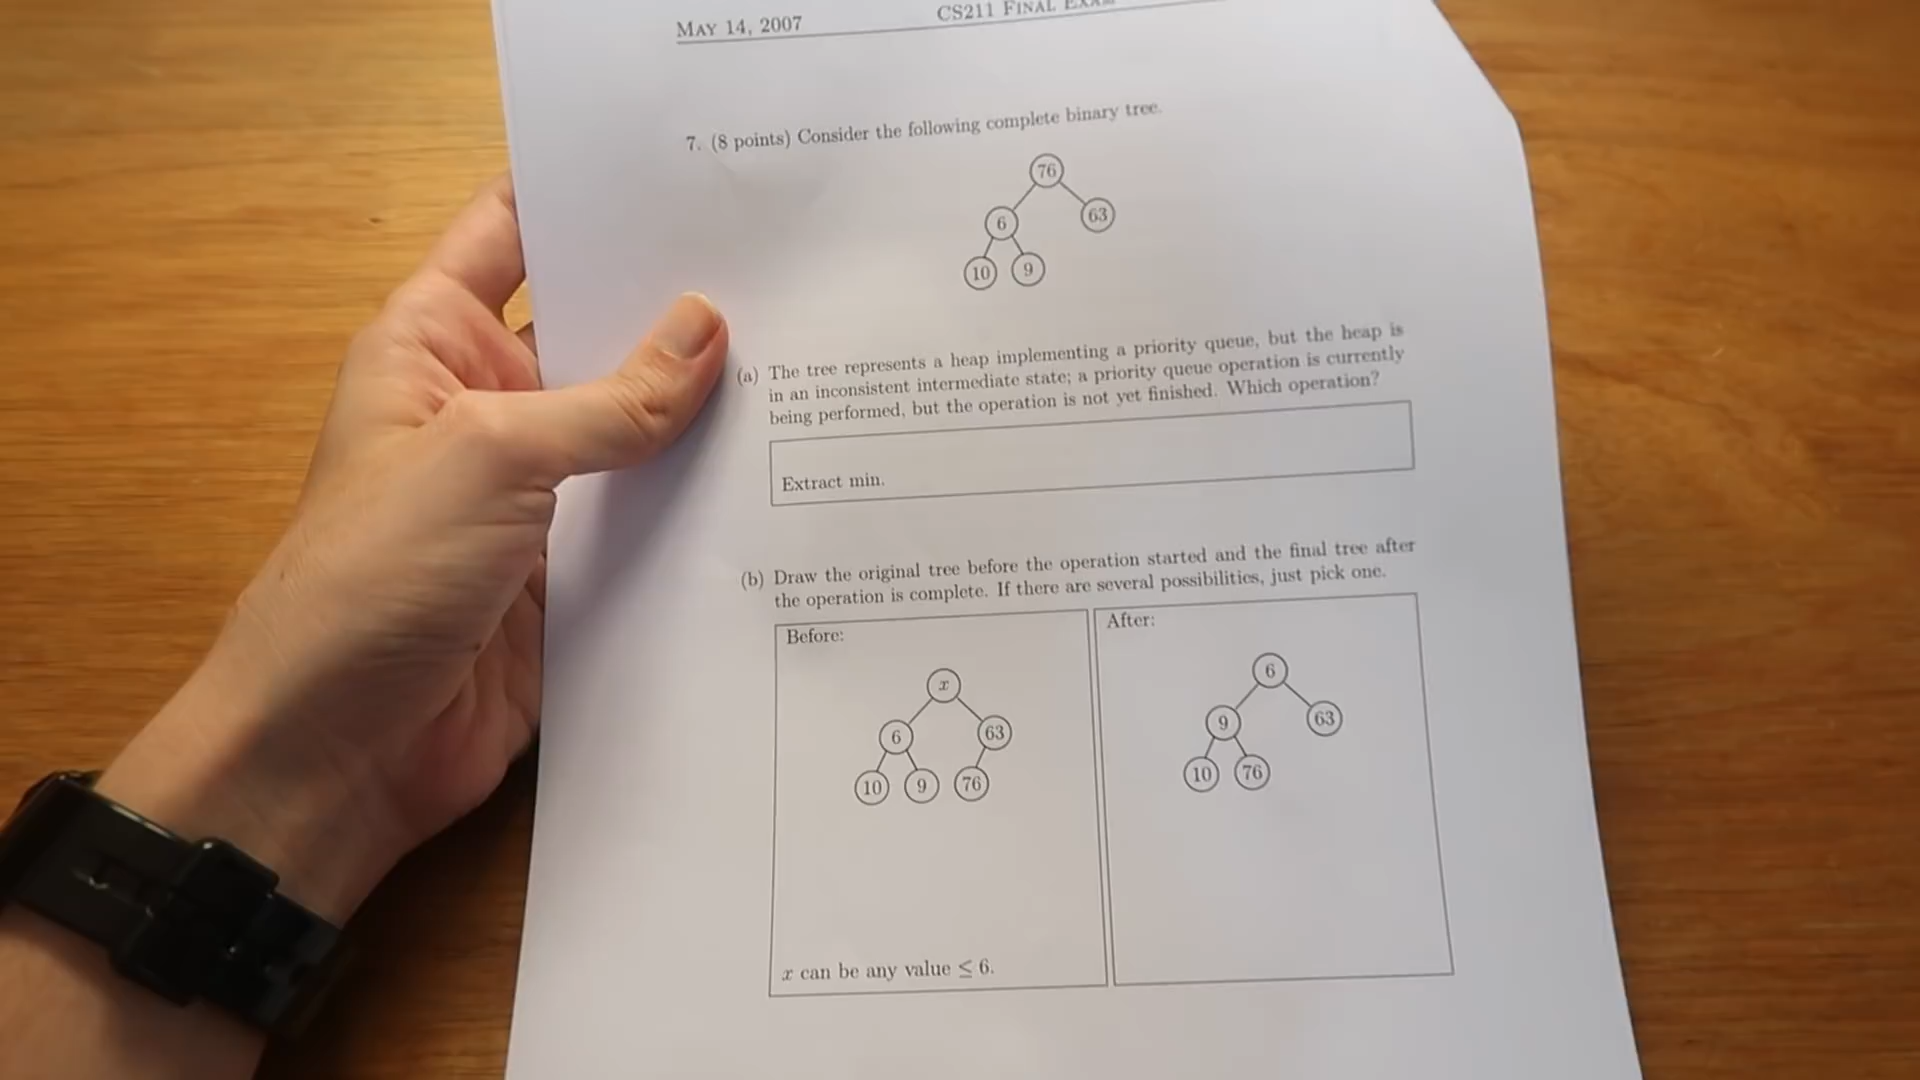 MAY 14, 2007
CS211 FINAL EXAM
7. (8 points) Consider the following complete binary tree.
76
6
63
10
9
(a) The tree represents a heap implementing a priority queue, but the heap is
in an inconsistent intermediate state; a priority queue operation is currently
being performed, but the operation is not yet finished. Which operation?
Extract min.
(b) Draw the original tree before the operation started and the final tree after
the operation is complete. If there are several possibilities, just pick one.
Before:
x
6
63
10
9
76
x can be any value ≤ 6.
After:
6
9
63
10
76